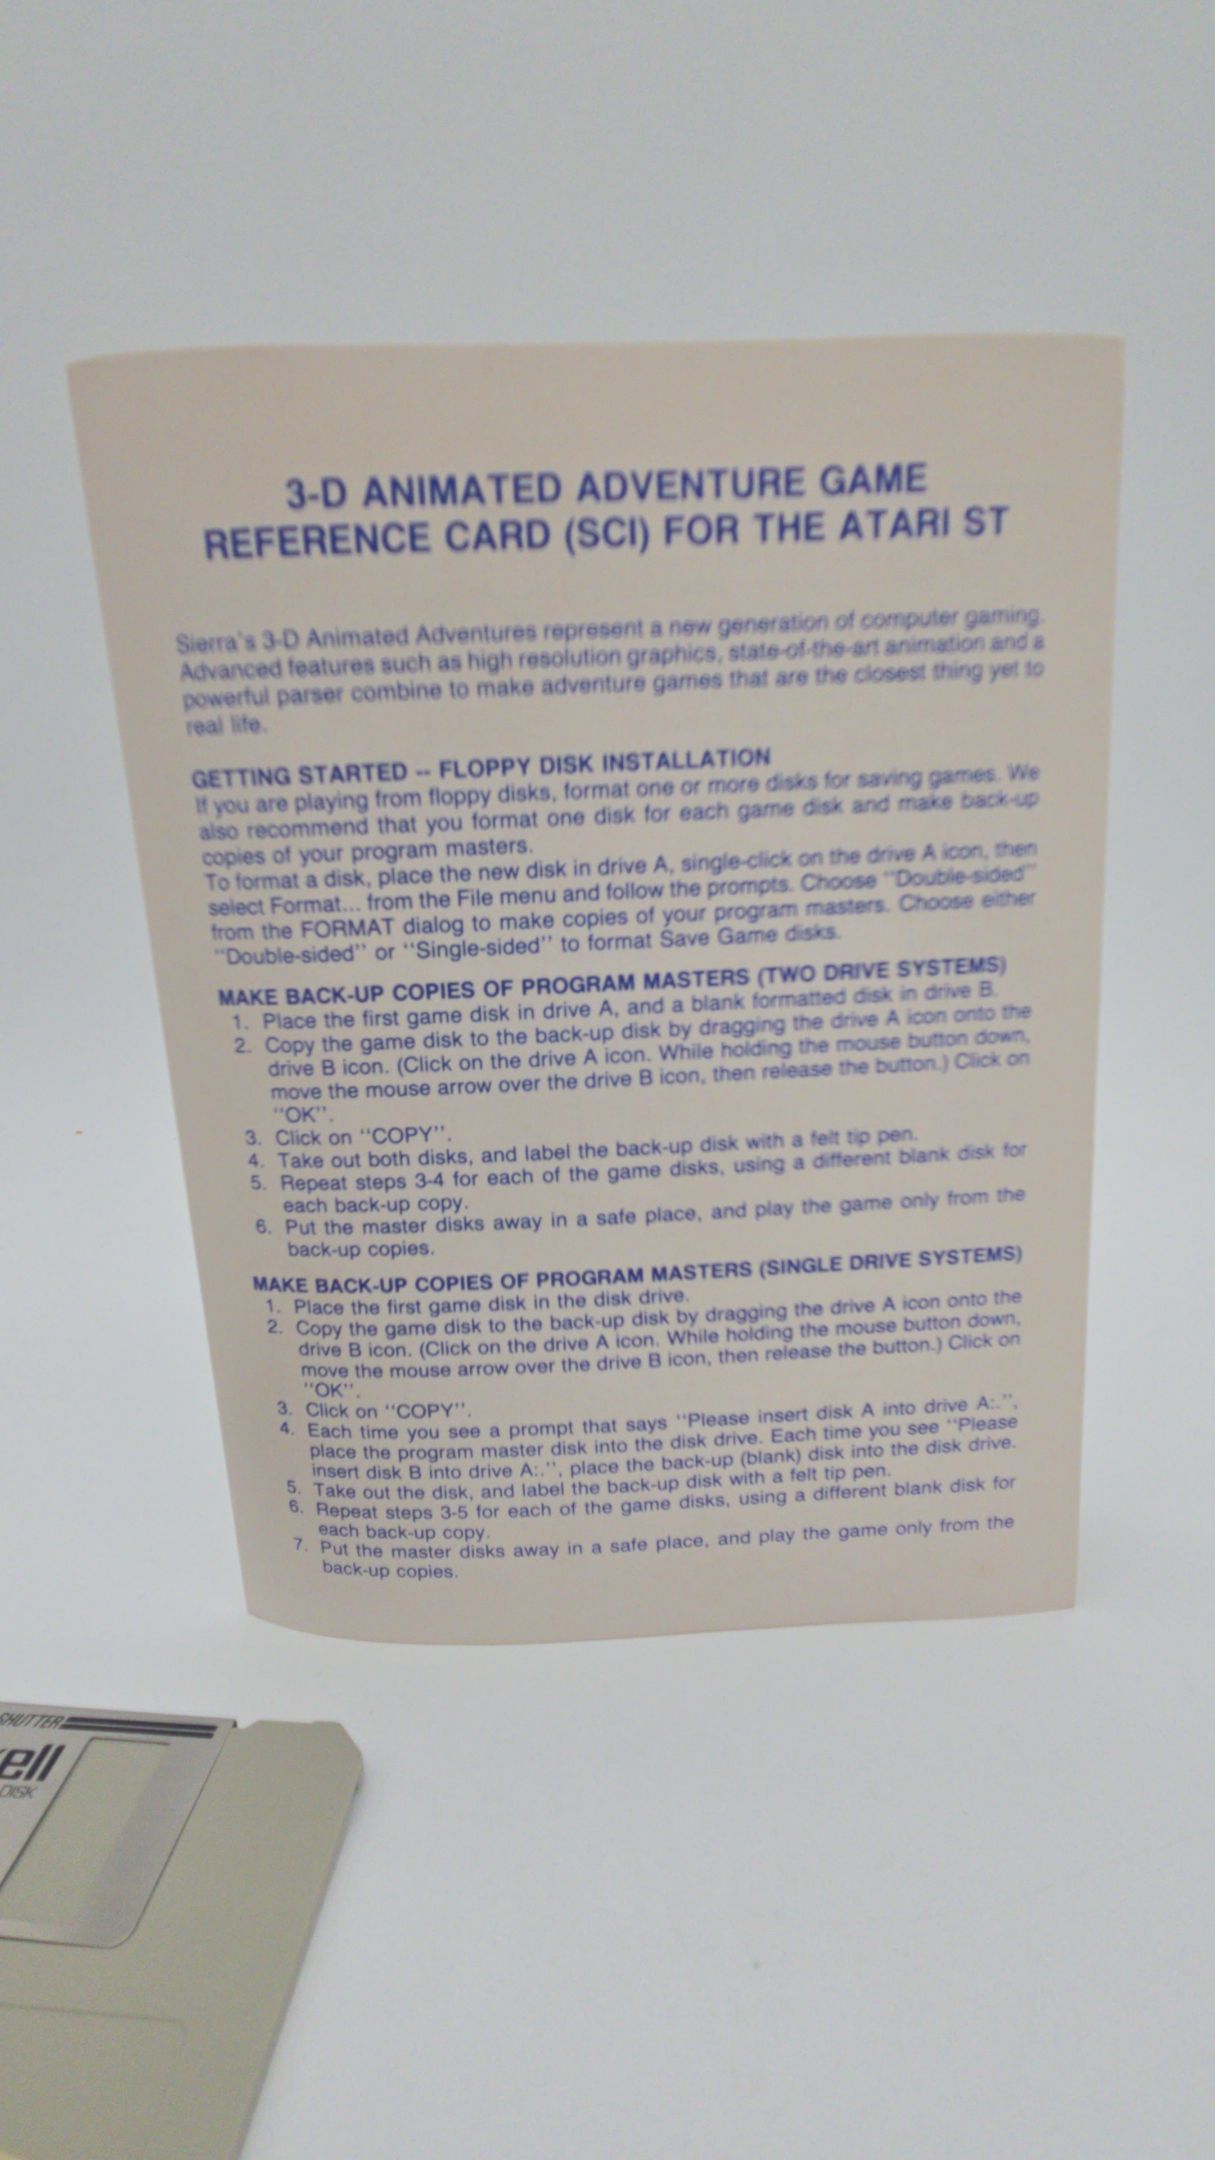 3-D ANIMATED ADVENTURE GAME
REFERENCE CARD (SCI) FOR THE ATARI ST
Sierra's 3-D Animated Adventures represent a new generation of computer gaming.
Advanced features such as high resolution graphics, state-of-the-art animation and a
powerful parser combine to make adventure games that are the closest thing yet to
real life.
GETTING STARTED -- FLOPPY DISK INSTALLATION
If you are playing from floppy disks, format one or more disks for saving games. We
also recommend that you format one disk for each game disk and make back-up
copies of your program masters.
To format a disk, place the new disk in drive A, single-click on the drive A icon, then
select Format... from the File menu and follow the prompts. Choose "Double-sided"
from the FORMAT dialog to make copies of your program masters. Choose either
"Double-sided" or "Single-sided" to format Save Game disks.
MAKE BACK-UP COPIES OF PROGRAM MASTERS (TWO DRIVE SYSTEMS)
1. Place the first game disk in drive A, and a blank formatted disk in drive B.
2. Copy the game disk to the back-up disk by dragging the drive A icon onto the
drive B icon. (Click on the drive A icon. While holding the mouse button down,
move the mouse arrow over the drive B icon, then release the button.) Click on
"OK".
3. Click on "COPY".
4. Take out both disks, and label the back-up disk with a felt tip pen.
5. Repeat steps 3-4 for each of the game disks, using a different blank disk for
each back-up copy.
6. Put the master disks away in a safe place, and play the game only from the
back-up copies.
MAKE BACK-UP COPIES OF PROGRAM MASTERS (SINGLE DRIVE SYSTEMS)
1. Place the first game disk in the disk drive.
2. Copy the game disk to the back-up disk by dragging the drive A icon onto the
drive B icon. (Click on the drive A icon. While holding the mouse button down,
move the mouse arrow over the drive B icon, then release the button.) Click on
"OK".
3. Click on "COPY".
4. Each time you see a prompt that says "Please insert disk A into drive A:.",
place the program master disk into the disk drive. Each time you see "Please
insert disk B into drive A:.", place the back-up (blank) disk into the disk drive.
5. Take out the disk, and label the back-up disk with a felt tip pen.
6. Repeat steps 3-5 for each of the game disks, using a different blank disk for
each back-up copy.
7. Put the master disks away in a safe place, and play the game only from the
back-up copies.
SHUTTER
ell
DISK